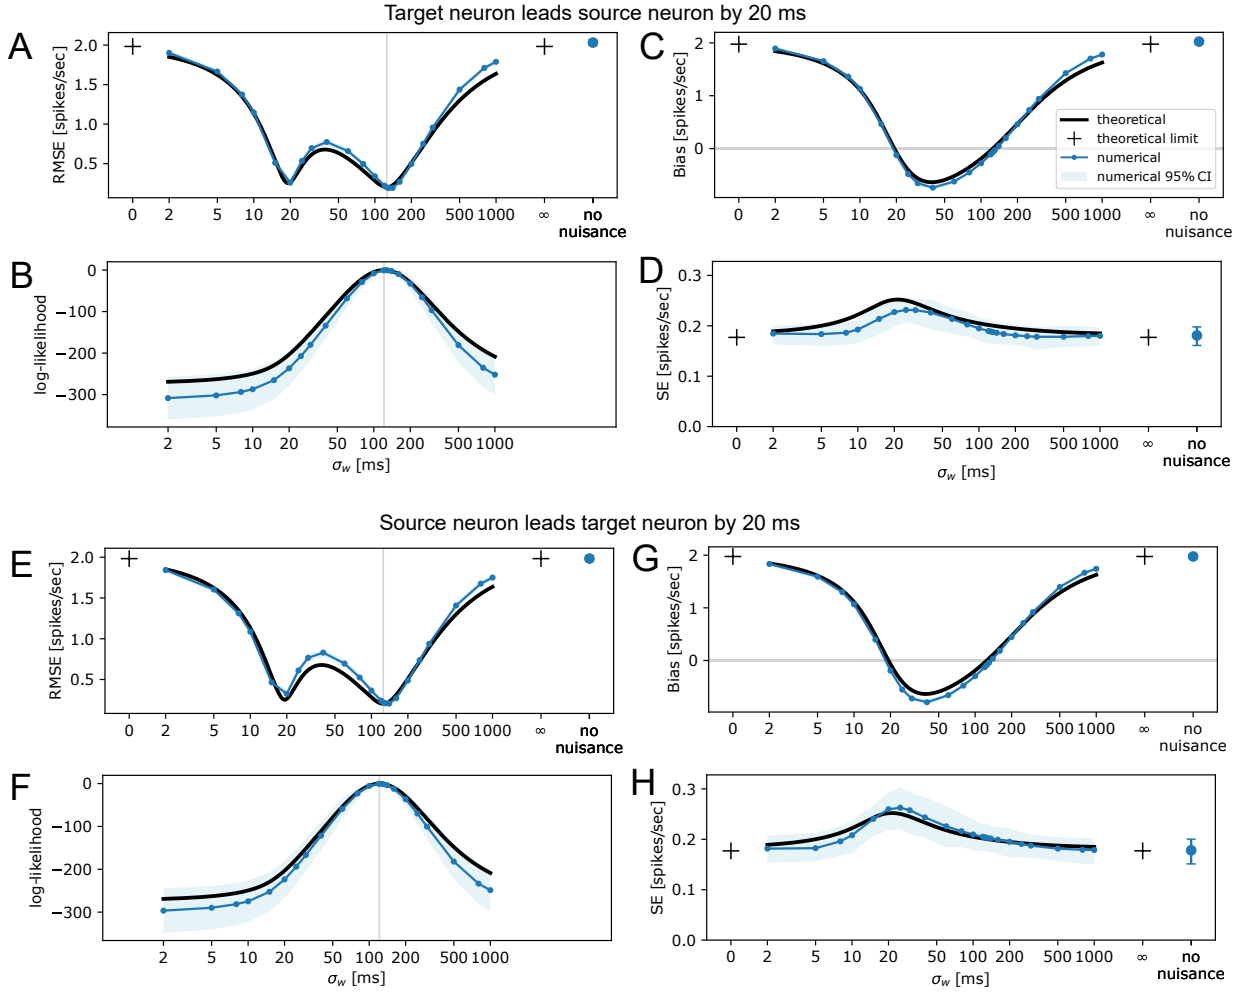 Target neuron leads source neuron by 20 ms
A
RMSE [spikes/sec]
2.0
1.5
1.0
0.5
0 2 5 10 20 50 100 200 500 1000 ∞ no
nuisance
C
Bias [spikes/sec]
2
1
0
theoretical
theoretical limit
numerical
numerical 95% CI
0 2 5 10 20 50 100 200 500 1000 ∞ no
nuisance
B
log-likelihood
0
−100
−200
−300
2 5 10 20 50 100 200 500 1000
σw [ms]
D
SE [spikes/sec]
0.3
0.2
0.1
0.0
0 2 5 10 20 50 100 200 500 1000 ∞ no
nuisance
σw [ms]
Source neuron leads target neuron by 20 ms
E
RMSE [spikes/sec]
2.0
1.5
1.0
0.5
0 2 5 10 20 50 100 200 500 1000 ∞ no
nuisance
G
Bias [spikes/sec]
2
1
0
0 2 5 10 20 50 100 200 500 1000 ∞ no
nuisance
F
log-likelihood
0
−100
−200
−300
2 5 10 20 50 100 200 500 1000
σw [ms]
H
SE [spikes/sec]
0.3
0.2
0.1
0.0
0 2 5 10 20 50 100 200 500 1000 ∞ no
nuisance
σw [ms]